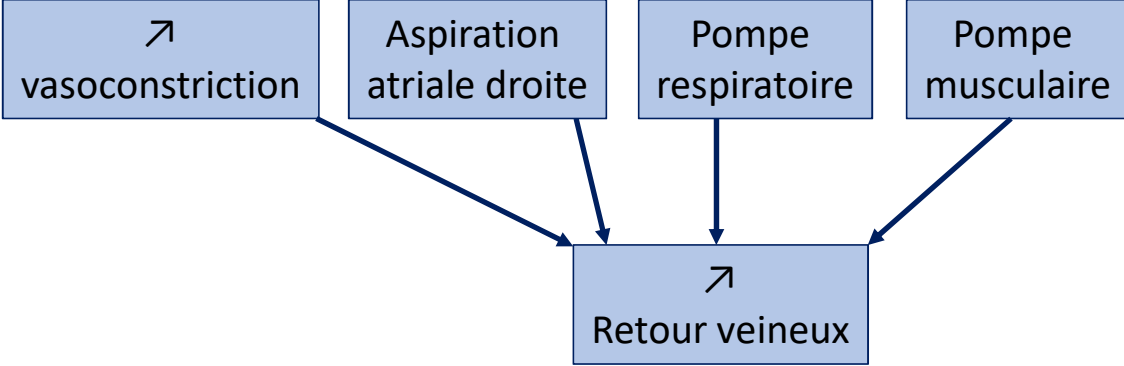 ↗
vasoconstriction
Aspiration
atriale droite
Pompe
respiratoire
Pompe
musculaire
↗
Retour veineux